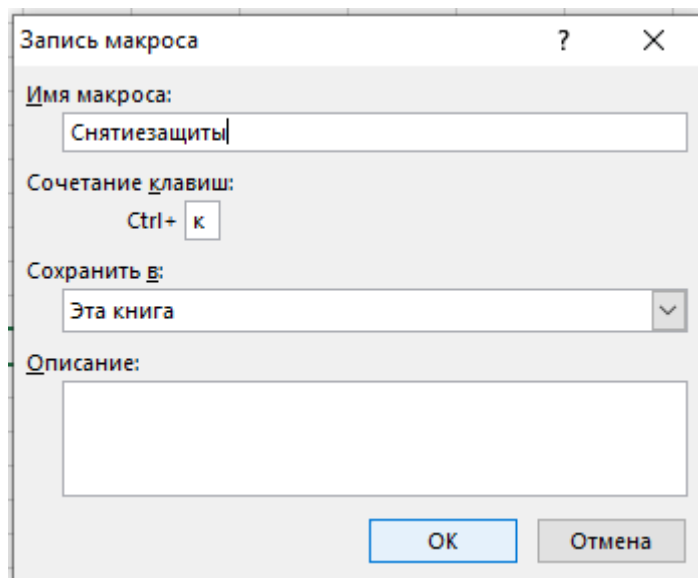 Запись макроса ?
Имя макроса:
Снятиезащиты
Сочетание клавиш:
Ctrl+ к
Сохранить в:
Эта книга
Описание:
ОК Отмена